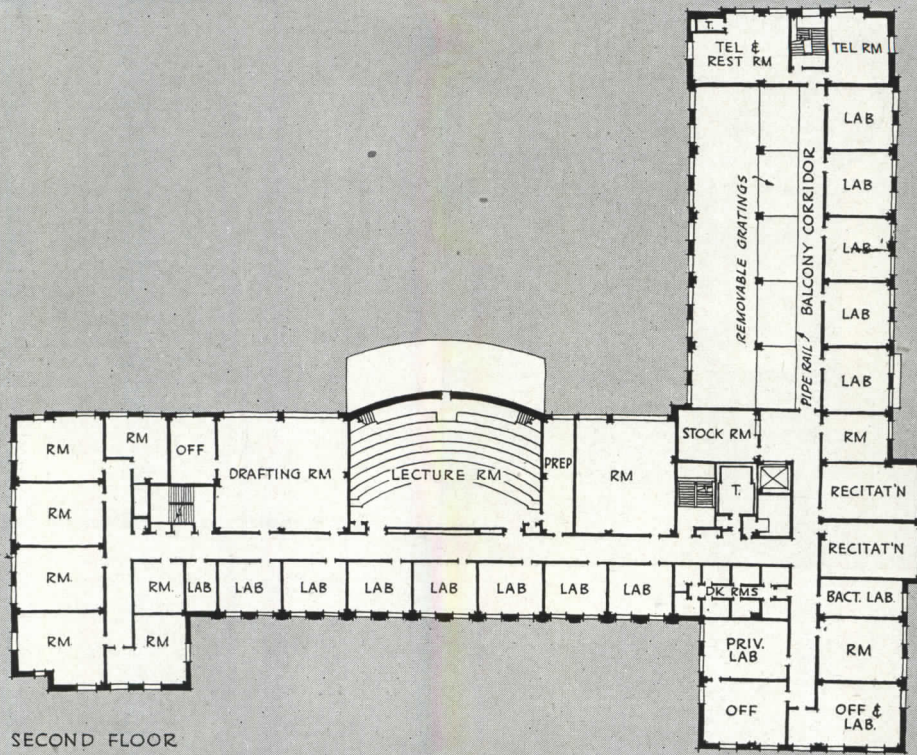 T.
TEL &
REST RM
TEL RM
LAB
LAB
LAB
LAB
LAB
REMOVABLE GRATINGS
PIPE RAIL
BALCONY CORRIDOR
RM
RM
OFF
DRAFTING RM
LECTURE RM
PREP
RM
STOCK RM
RM
T.
RECITAT'N
RM
RECITAT'N
RM.
RM.
LAB
LAB
LAB
LAB
LAB
LAB
LAB
LAB
DK RMS
BACT. LAB.
RM
RM
PRIV.
LAB
RM
OFF
OFF &
LAB.
SECOND FLOOR